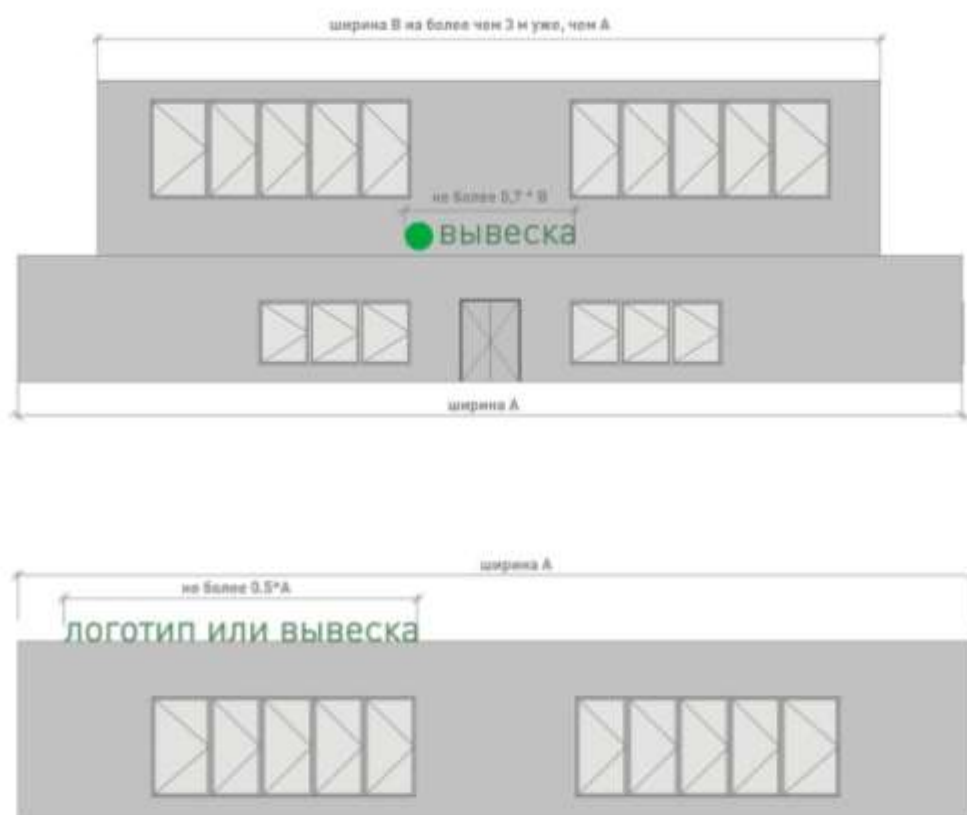 ширина B на более чем 3 м уже, чем A
не более 0,7 * B
вывеска
ширина A
ширина A
не более 0.5*A
логотип или вывеска